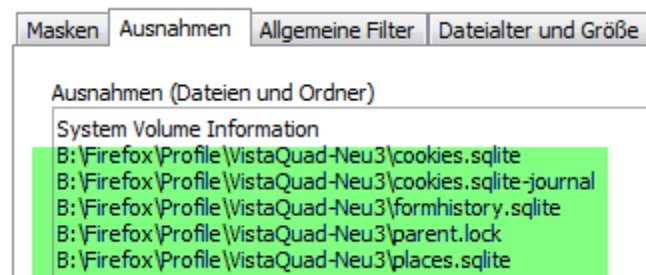 Masken Ausnahmen Allgemeine Filter Dateialter und Größe
Ausnahmen (Dateien und Ordner)
System Volume Information
B:\Firefox\Profile\VistaQuad-Neu3\cookies.sqlite
B:\Firefox\Profile\VistaQuad-Neu3\cookies.sqlite-journal
B:\Firefox\Profile\VistaQuad-Neu3\formhistory.sqlite
B:\Firefox\Profile\VistaQuad-Neu3\parent.lock
B:\Firefox\Profile\VistaQuad-Neu3\places.sqlite